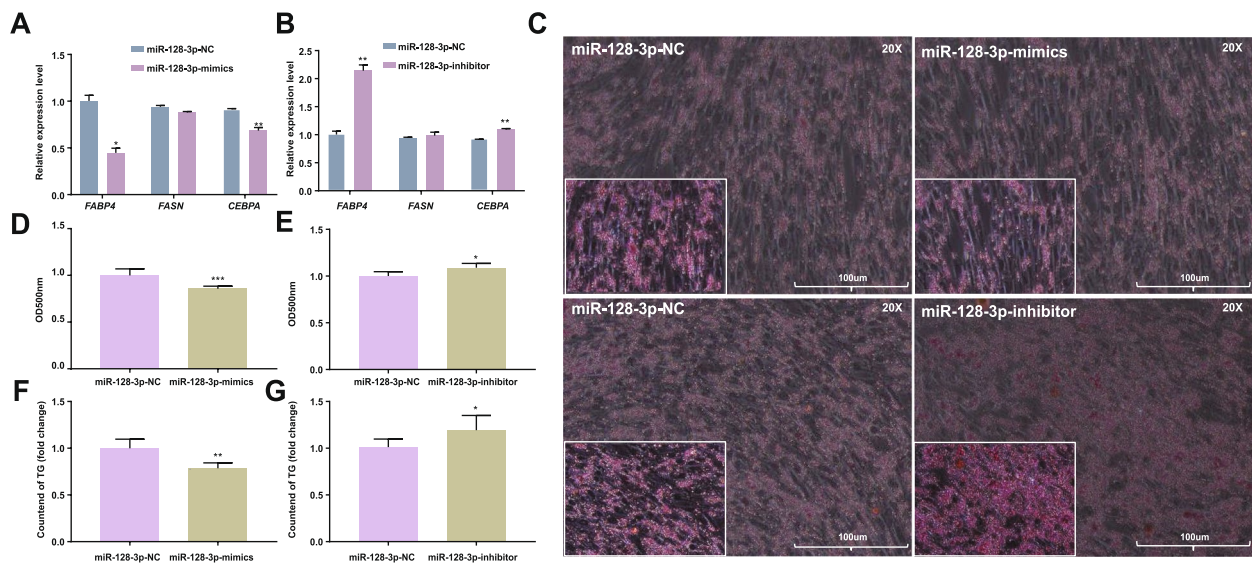 A
miR-128-3p-NC
miR-128-3p-mimics
Relative expression level
1.5
1.0
0.5
0.0
*
**
FABP4
FASN
CEBPA
B
miR-128-3p-NC
miR-128-3p-inhibitor
Relative expression level
2.5
2.0
1.5
1.0
0.5
0.0
**
**
FABP4
FASN
CEBPA
C
miR-128-3p-NC
20X
100um
miR-128-3p-mimics
20X
100um
miR-128-3p-NC
20X
100um
miR-128-3p-inhibitor
20X
100um
D
OD500nm
1.5
1.0
0.5
0.0
***
miR-128-3p-NC
miR-128-3p-mimics
E
OD500nm
1.5
1.0
0.5
0.0
*
miR-128-3p-NC
miR-128-3p-inhibitor
F
Countend of TG (fold change)
1.5
1.0
0.5
0.0
**
miR-128-3p-NC
miR-128-3p-mimics
G
Countend of TG (fold change)
1.5
1.0
0.5
0.0
*
miR-128-3p-NC
miR-128-3p-inhibitor